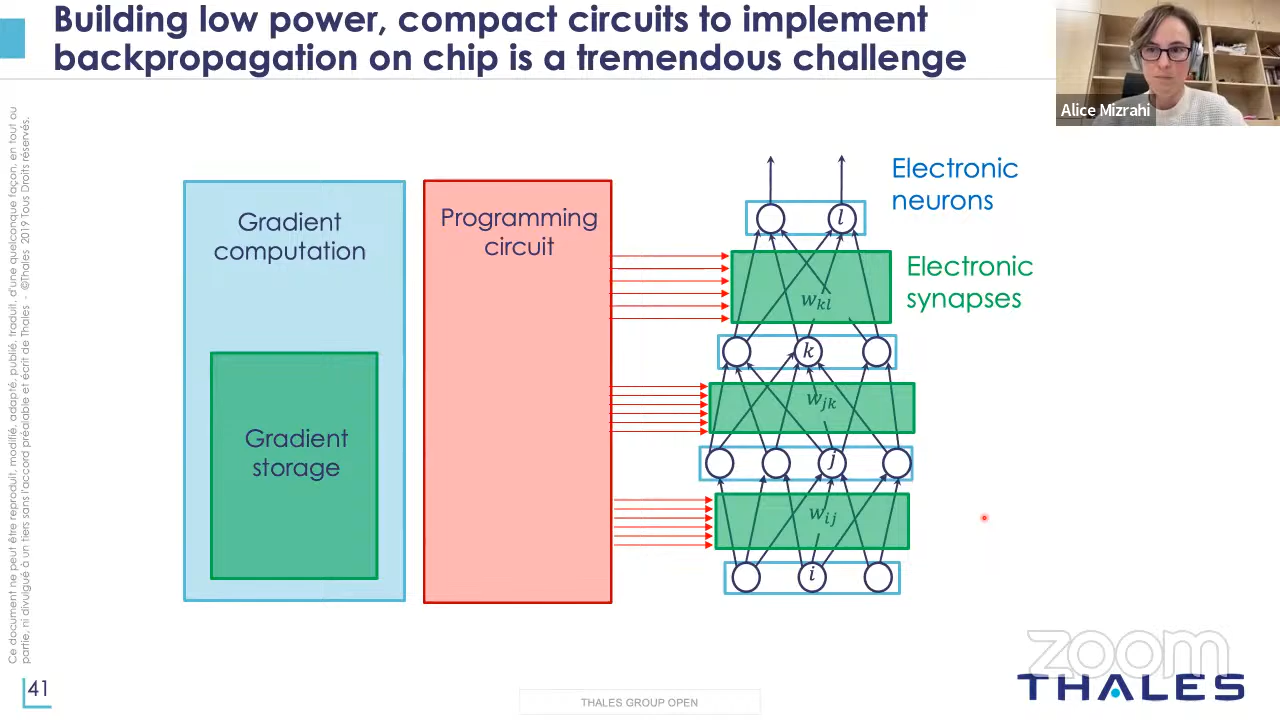 Building low power, compact circuits to implement
backpropagation on chip is a tremendous challenge
Alice Mizrahi
Ce document ne peut être reproduit, modifié, adapté, publié, traduit, d'une quelconque façon, en tout ou
partie, ni divulgué à un tiers sans l'accord préalable et écrit de Thales - ©Thales 2019 Tous Droits réservés.
Gradient
computation
Gradient
storage
Programming
circuit
Electronic
neurons
Electronic
synapses
l
w_kl
k
w_jk
j
w_ij
i
41
THALES GROUP OPEN
zoom
THALES